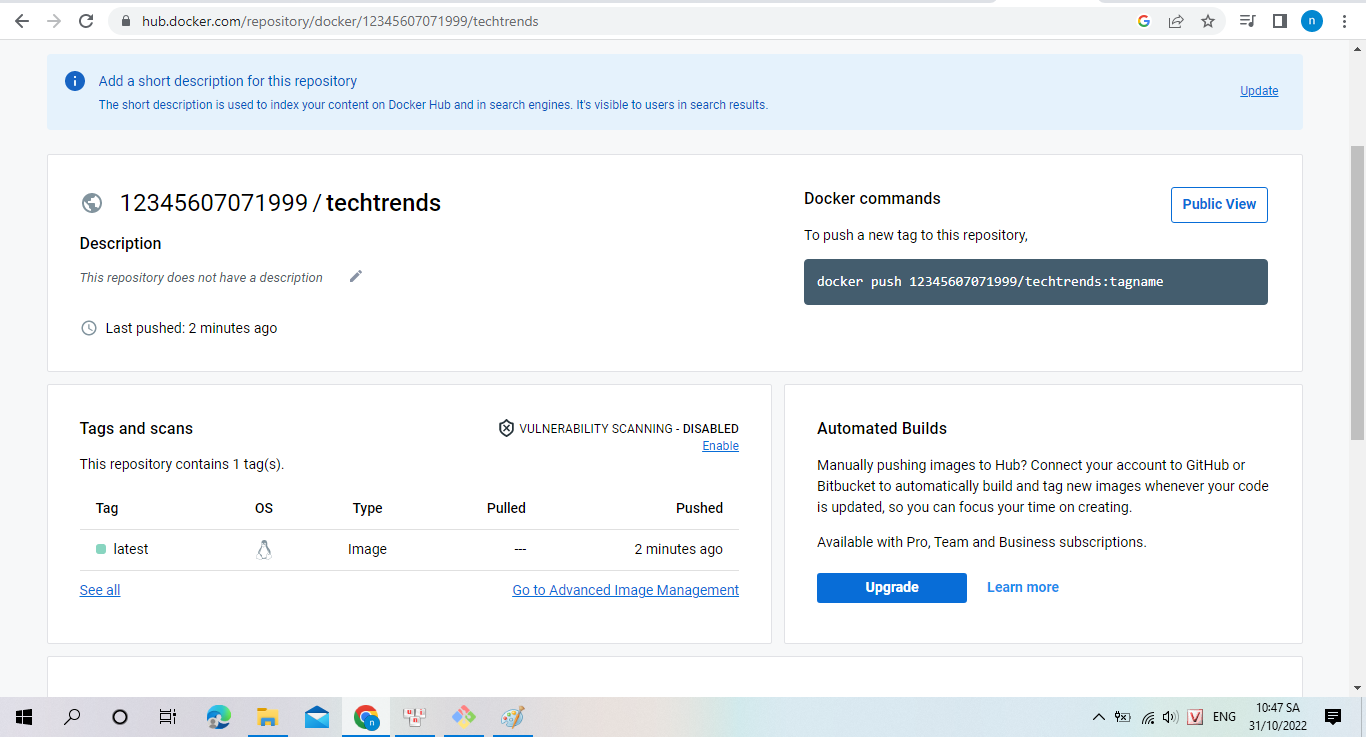 hub.docker.com/repository/docker/12345607071999/techtrends
n
Add a short description for this repository
The short description is used to index your content on Docker Hub and in search engines. It's visible to users in search results.
Update
12345607071999 / techtrends
Description
This repository does not have a description
Last pushed: 2 minutes ago
Docker commands
Public View
To push a new tag to this repository,
docker push 12345607071999/techtrends:tagname
Tags and scans
VULNERABILITY SCANNING - DISABLED
Enable
This repository contains 1 tag(s).
Tag OS Type Pulled Pushed
latest Image --- 2 minutes ago
See all
Go to Advanced Image Management
Automated Builds
Manually pushing images to Hub? Connect your account to GitHub or
Bitbucket to automatically build and tag new images whenever your code
is updated, so you can focus your time on creating.
Available with Pro, Team and Business subscriptions.
Upgrade Learn more
n
V
ENG
10:47 SA
31/10/2022